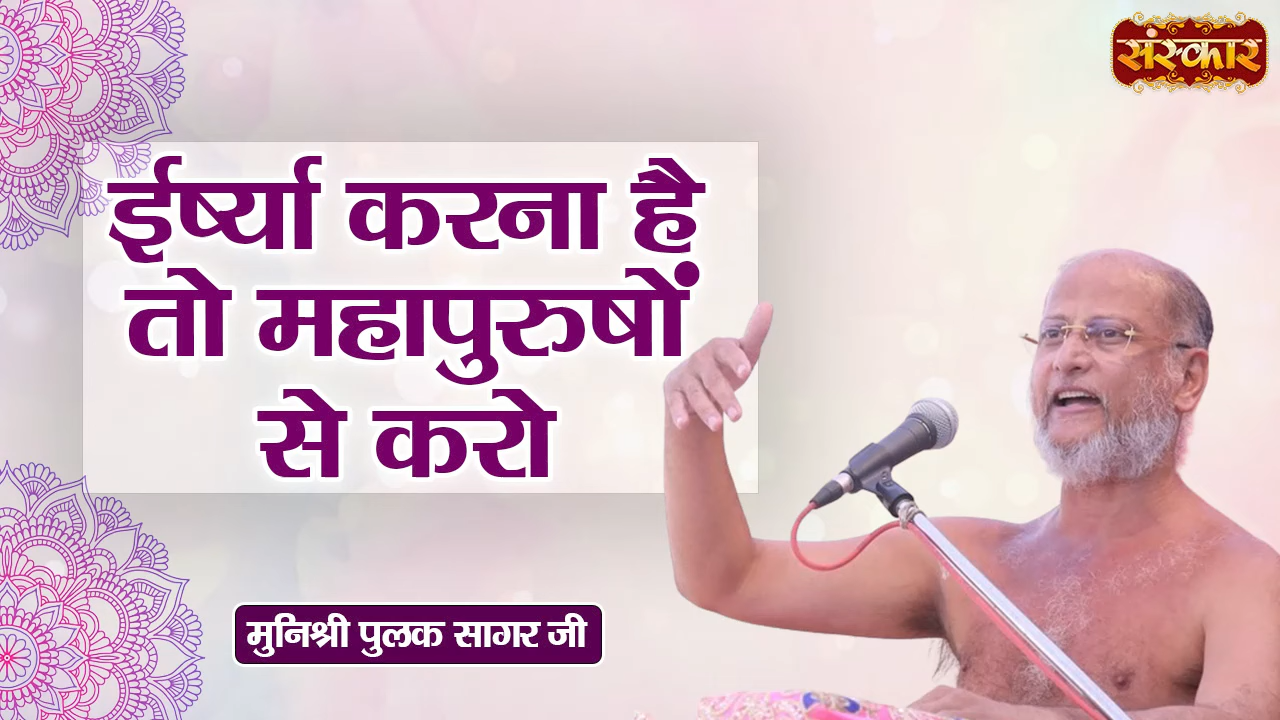 संस्कार
ईर्ष्या करना है
तो महापुरुषों
से करो
मुनिश्री पुलक सागर जी